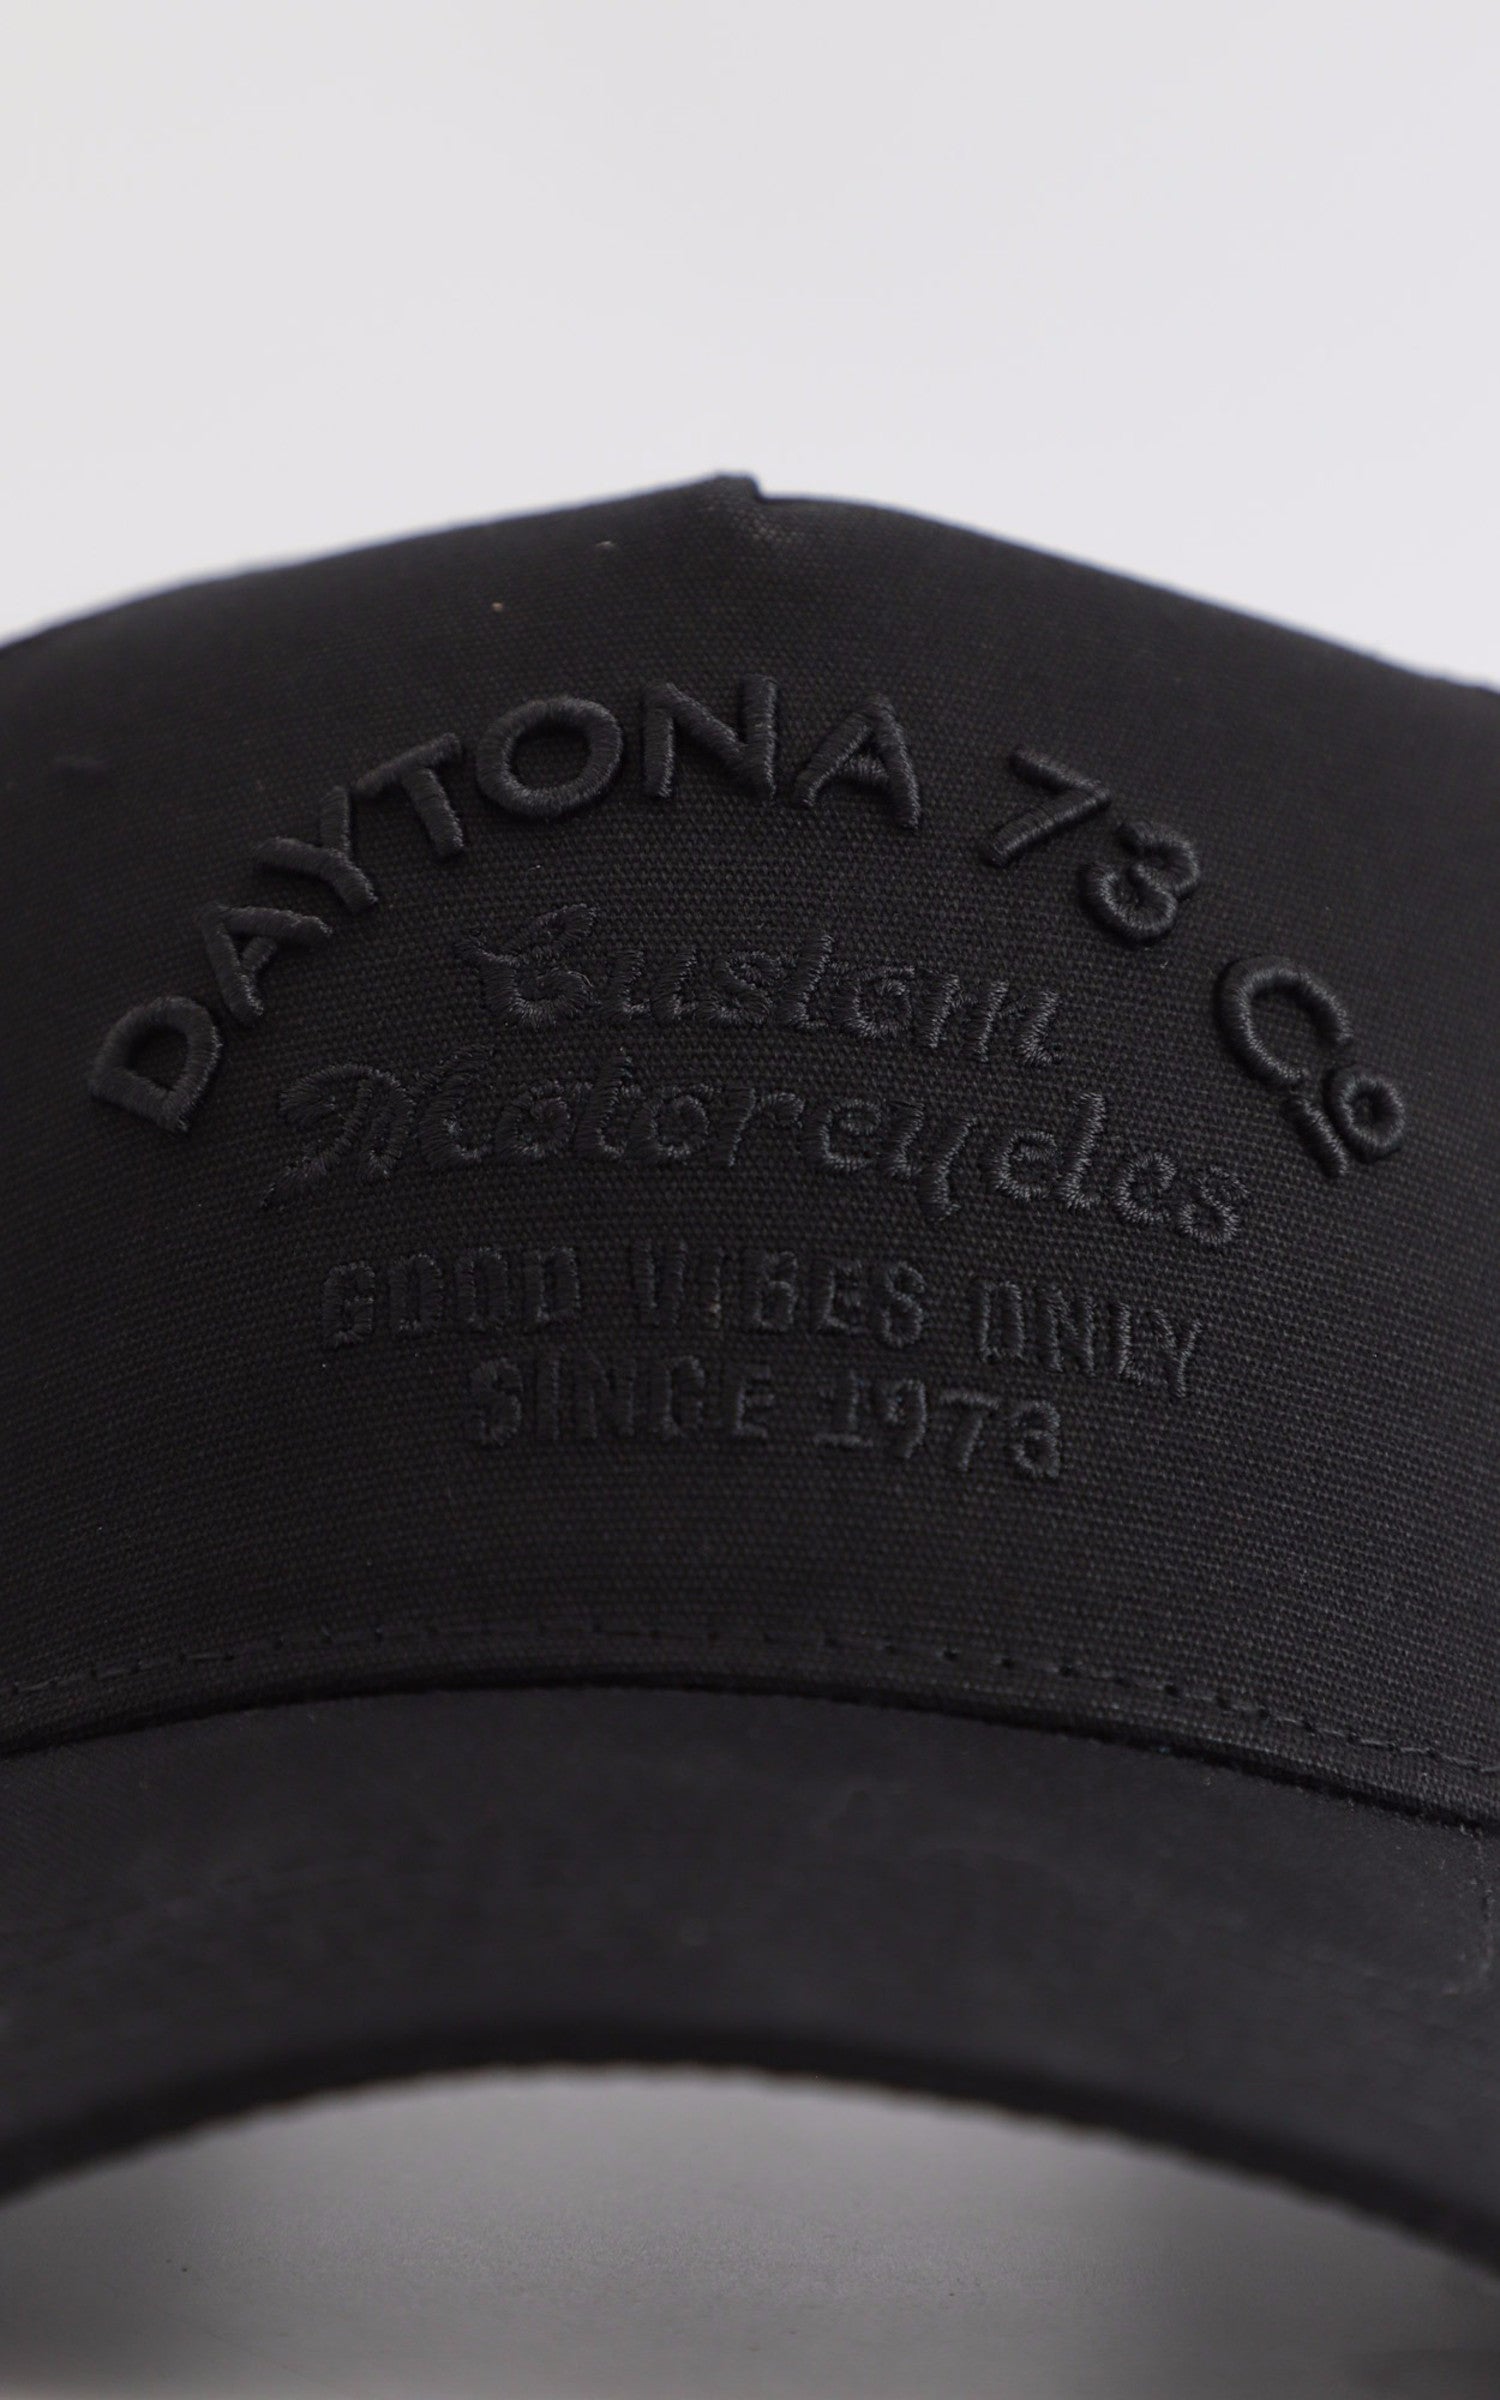 DAYTONA 73 Co
Custom
Motorcycles
GOOD VIBES ONLY
SINCE 1973